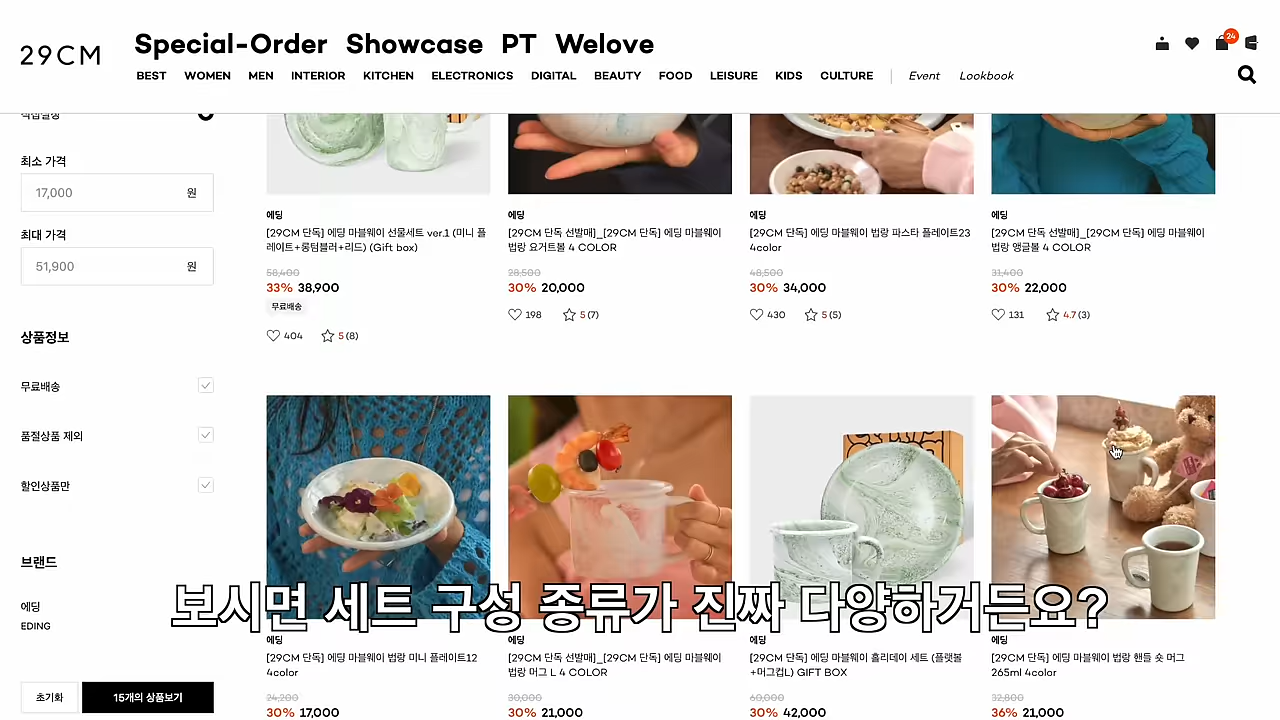 29CM
Special-Order Showcase PT Welove
24
BEST WOMEN MEN INTERIOR KITCHEN ELECTRONICS DIGITAL BEAUTY FOOD LEISURE KIDS CULTURE Event Lookbook
최소 가격
17,000 원
최대 가격
51,900 원
상품정보
무료배송
품절상품 제외
할인상품만
브랜드
에딩
EDING
초기화
15개의 상품보기
에딩
[29CM 단독] 에딩 마블웨이 선물세트 ver.1 (미니 플
레이트+롱텀블러+리드) (Gift box)
58,400
33% 38,900
무료배송
404 5 (8)
에딩
[29CM 단독 선발매]_[29CM 단독] 에딩 마블웨이
법랑 요거트볼 4 COLOR
28,500
30% 20,000
198 5 (7)
에딩
[29CM 단독] 에딩 마블웨이 법랑 파스타 플레이트23
4color
48,500
30% 34,000
430 5 (5)
에딩
[29CM 단독 선발매]_[29CM 단독] 에딩 마블웨이
법랑 앵글볼 4 COLOR
31,400
30% 22,000
131 4.7 (3)
보시면 세트 구성 종류가 진짜 다양하거든요?
에딩
[29CM 단독] 에딩 마블웨이 법랑 미니 플레이트12
4color
24,200
30% 17,000
에딩
[29CM 단독 선발매]_[29CM 단독] 에딩 마블웨이
법랑 머그 L 4 COLOR
30,000
30% 21,000
에딩
[29CM 단독] 에딩 마블웨이 홀리데이 세트 (플랫볼
+머그컵L) GIFT BOX
60,000
30% 42,000
에딩
[29CM 단독] 에딩 마블웨이 법랑 핸들 숏 머그
265ml 4color
32,800
36% 21,000